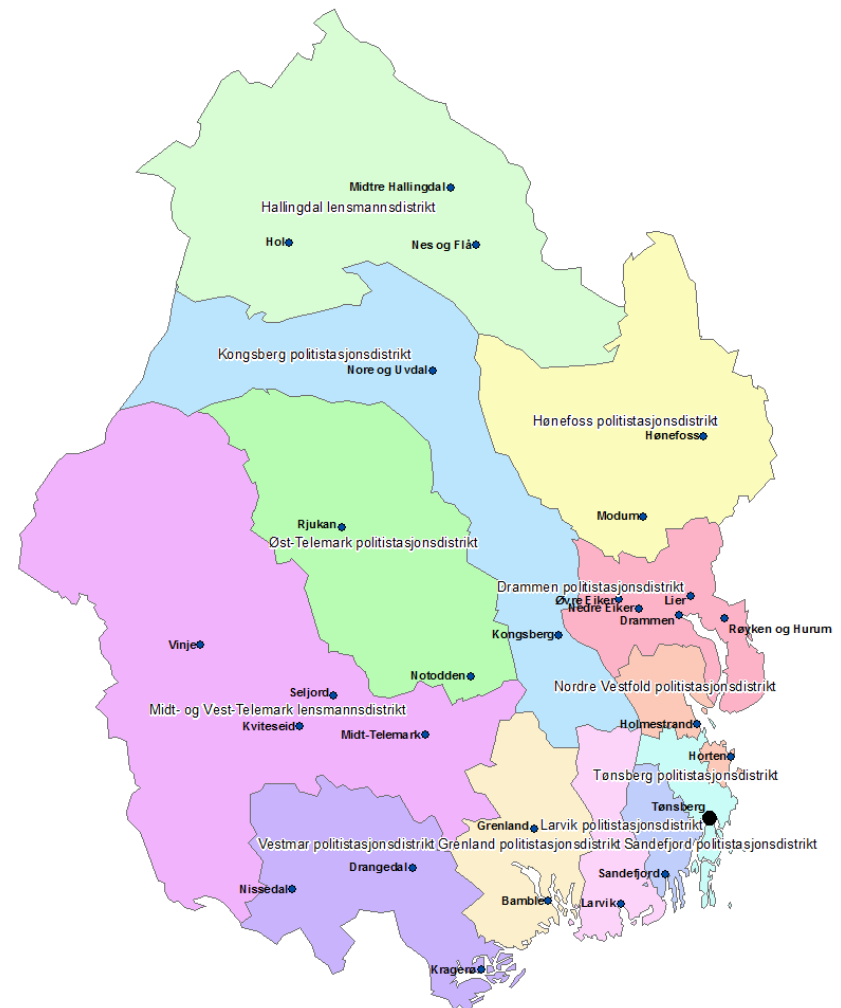 Midtre Hallingdal
Hallingdal lensmannsdistrikt
Hol
Nes og Flå
Kongsberg politistasjonsdistrikt
Nore og Uvdal
Hønefoss politistasjonsdistrikt
Hønefoss
Modum
Rjukan
Øst-Telemark politistasjonsdistrikt
Drammen politistasjonsdistrikt
Øvre Eiker
Lier
Nedre Eiker
Drammen
Røyken og Hurum
Kongsberg
Vinje
Notodden
Nordre Vestfold politistasjonsdistrikt
Seljord
Midt- og Vest-Telemark lensmannsdistrikt
Kviteseid
Holmestrand
Midt-Telemark
Horten
Tønsberg politistasjonsdistrikt
Tønsberg
Grenland
Larvik politistasjonsdistrikt
Vestmar politistasjonsdistrikt
Grenland politistasjonsdistrikt
Sandefjord politistasjonsdistrikt
Drangedal
Sandefjord
Nissedal
Bamble
Larvik
Kragerø